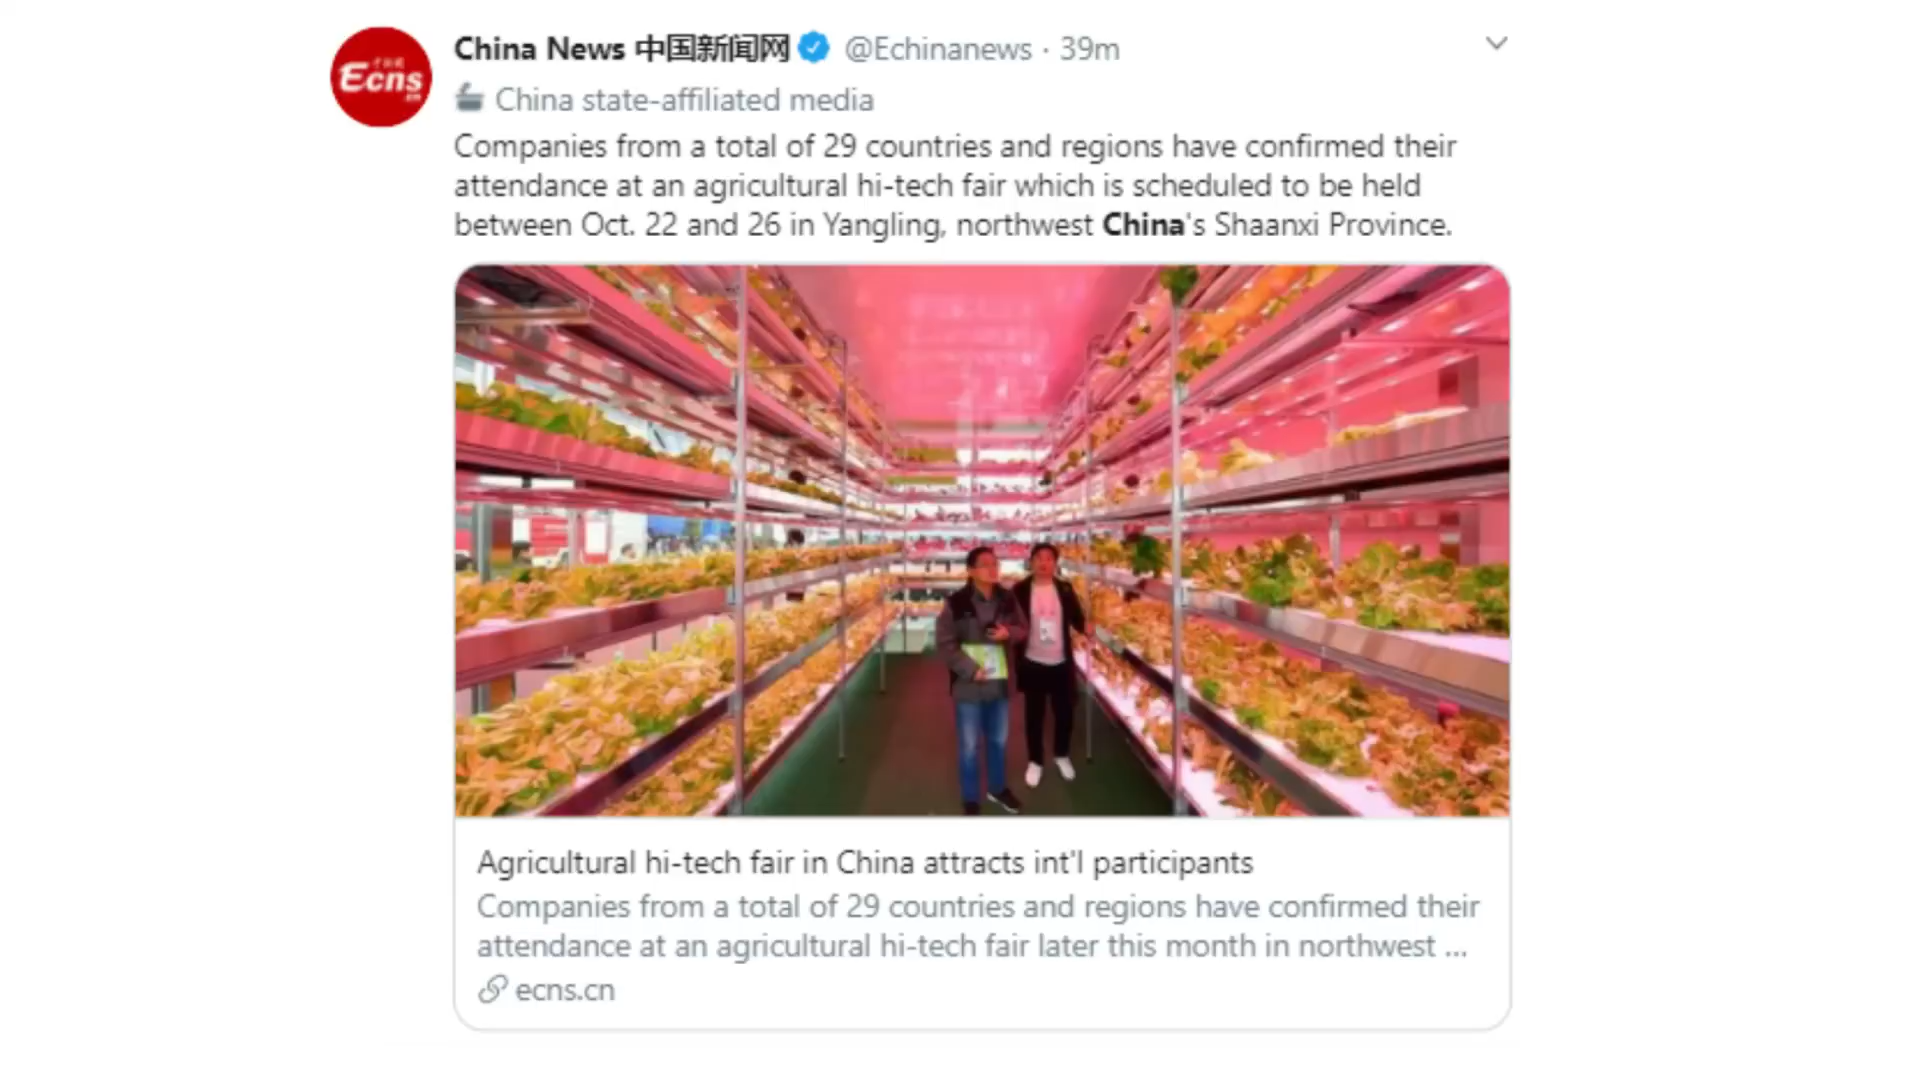 Ecns
China News 中国新闻网 @Echinanews · 39m
China state-affiliated media
Companies from a total of 29 countries and regions have confirmed their
attendance at an agricultural hi-tech fair which is scheduled to be held
between Oct. 22 and 26 in Yangling, northwest China's Shaanxi Province.
Agricultural hi-tech fair in China attracts int'l participants
Companies from a total of 29 countries and regions have confirmed their
attendance at an agricultural hi-tech fair later this month in northwest ...
ecns.cn